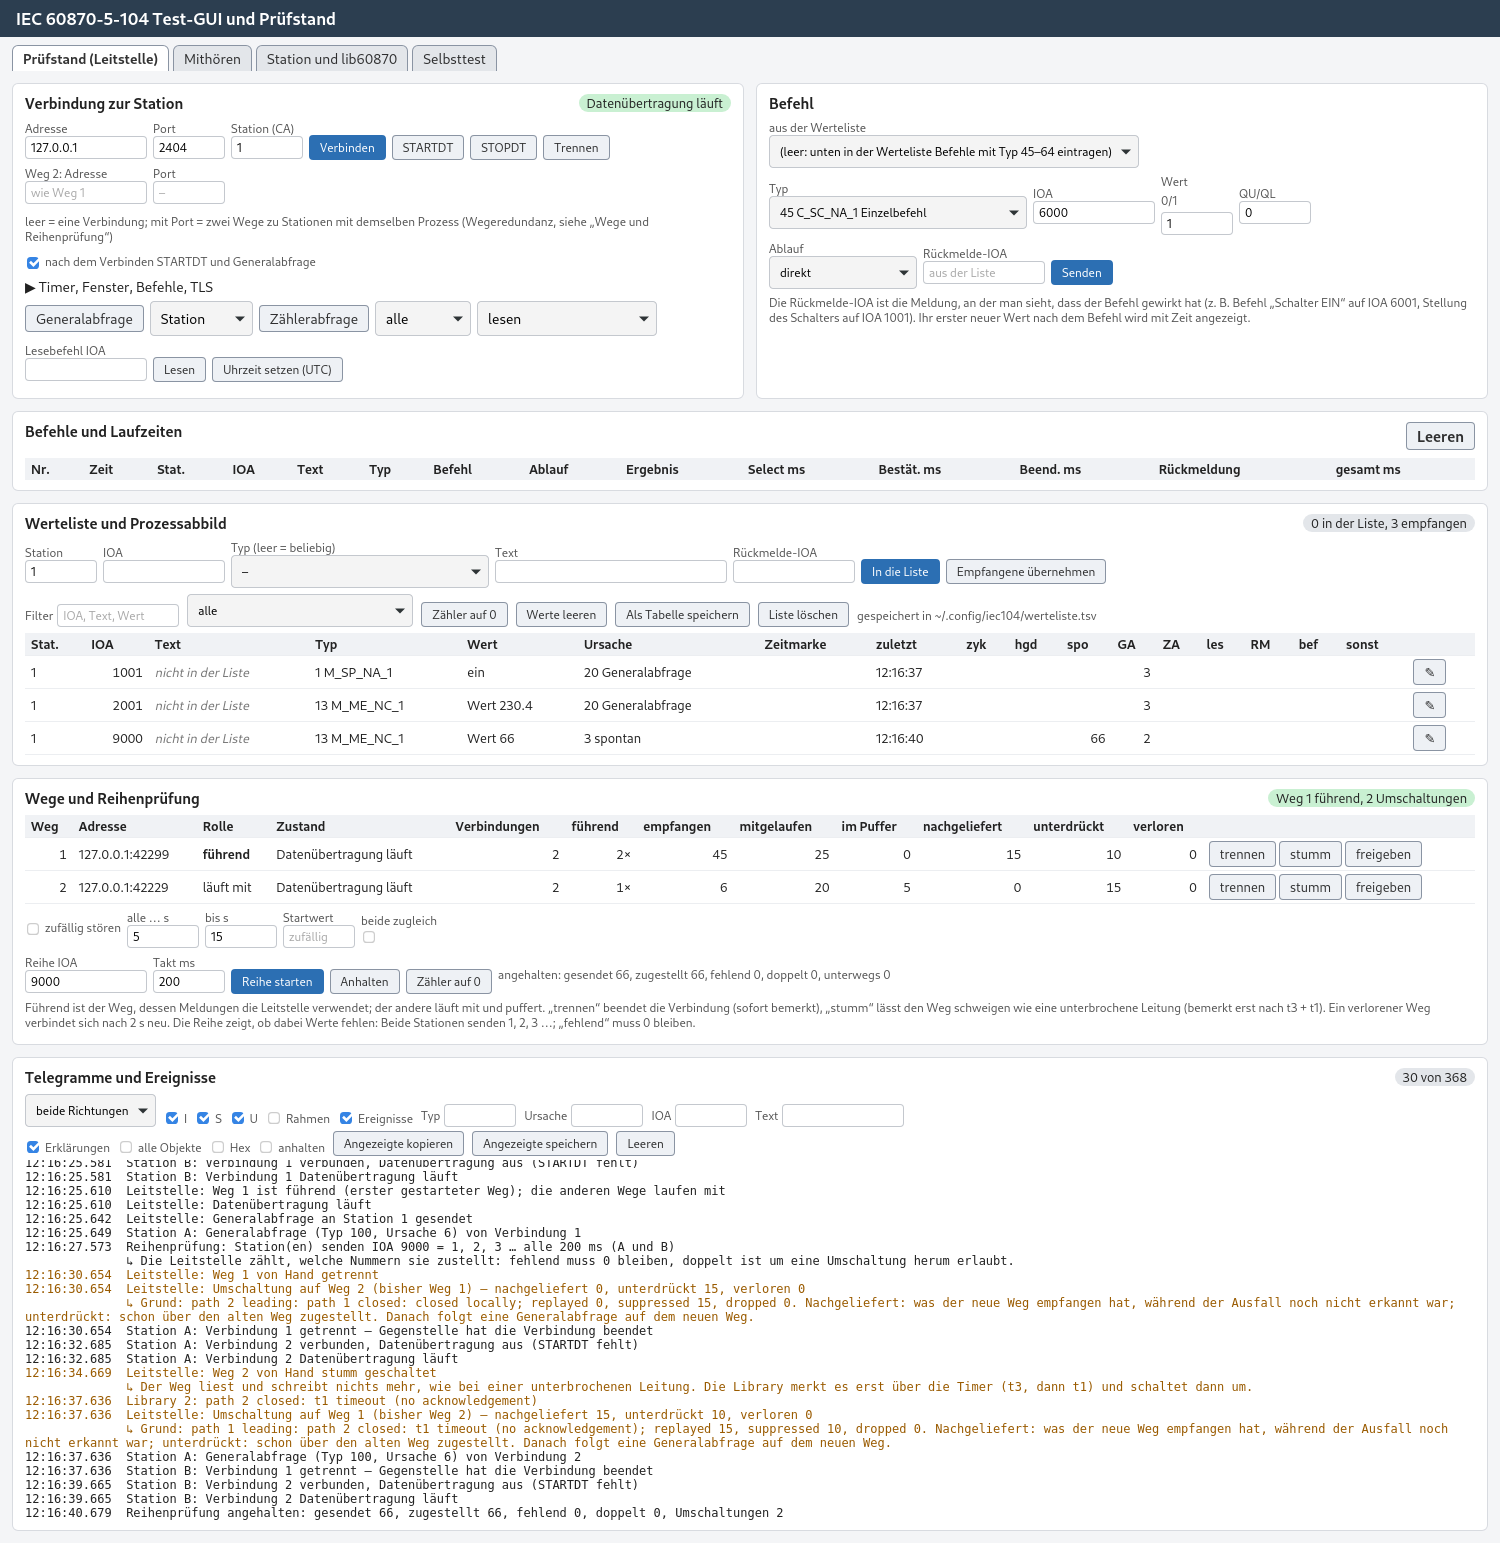 IEC 60870-5-104 Test-GUI und Prüfstand
Prüfstand (Leitstelle) Mithören Station und lib60870 Selbsttest
Verbindung zur Station Datenübertragung läuft
Adresse Port Station (CA)
127.0.0.1 2404 1 Verbinden STARTDT STOPDT Trennen
Weg 2: Adresse Port
wie Weg 1 –
leer = eine Verbindung; mit Port = zwei Wege zu Stationen mit demselben Prozess (Wegeredundanz, siehe „Wege und
Reihenprüfung“)
nach dem Verbinden STARTDT und Generalabfrage
▶ Timer, Fenster, Befehle, TLS
Generalabfrage Station Zählerabfrage alle lesen
Lesebefehl IOA
Lesen Uhrzeit setzen (UTC)
Befehl
aus der Werteliste
(leer: unten in der Werteliste Befehle mit Typ 45–64 eintragen)
Typ IOA Wert QU/QL
0/1
45 C_SC_NA_1 Einzelbefehl 6000 1 0
Ablauf Rückmelde-IOA
direkt aus der Liste Senden
Die Rückmelde-IOA ist die Meldung, an der man sieht, dass der Befehl gewirkt hat (z. B. Befehl „Schalter EIN“ auf IOA 6001, Stellung
des Schalters auf IOA 1001). Ihr erster neuer Wert nach dem Befehl wird mit Zeit angezeigt.
Befehle und Laufzeiten Leeren
Nr. Zeit Stat. IOA Text Typ Befehl Ablauf Ergebnis Select ms Bestät. ms Beend. ms Rückmeldung gesamt ms
Werteliste und Prozessabbild 0 in der Liste, 3 empfangen
Station IOA Typ (leer = beliebig) Text Rückmelde-IOA
1 – In die Liste Empfangene übernehmen
Filter IOA, Text, Wert alle Zähler auf 0 Werte leeren Als Tabelle speichern Liste löschen gespeichert in ~/.config/iec104/werteliste.tsv
Stat. IOA Text Typ Wert Ursache Zeitmarke zuletzt zyk hgd spo GA ZA les RM bef sonst
1 1001 nicht in der Liste 1 M_SP_NA_1 ein 20 Generalabfrage 12:16:37 3 ✎
1 2001 nicht in der Liste 13 M_ME_NC_1 Wert 230.4 20 Generalabfrage 12:16:37 3 ✎
1 9000 nicht in der Liste 13 M_ME_NC_1 Wert 66 3 spontan 12:16:40 66 2 ✎
Wege und Reihenprüfung Weg 1 führend, 2 Umschaltungen
Weg Adresse Rolle Zustand Verbindungen führend empfangen mitgelaufen im Puffer nachgeliefert unterdrückt verloren
1 127.0.0.1:42299 führend Datenübertragung läuft 2 2× 45 25 0 15 10 0 trennen stumm freigeben
2 127.0.0.1:42229 läuft mit Datenübertragung läuft 2 1× 6 20 5 0 15 0 trennen stumm freigeben
zufällig stören alle … s bis s Startwert beide zugleich
5 15 zufällig
Reihe IOA Takt ms
9000 200 Reihe starten Anhalten Zähler auf 0 angehalten: gesendet 66, zugestellt 66, fehlend 0, doppelt 0, unterwegs 0
Führend ist der Weg, dessen Meldungen die Leitstelle verwendet; der andere läuft mit und puffert. „trennen“ beendet die Verbindung (sofort bemerkt), „stumm“ lässt den Weg schweigen wie eine unterbrochene Leitung (bemerkt erst nach t3 + t1). Ein verlorener Weg
verbindet sich nach 2 s neu. Die Reihe zeigt, ob dabei Werte fehlen: Beide Stationen senden 1, 2, 3 …; „fehlend“ muss 0 bleiben.
Telegramme und Ereignisse 30 von 368
beide Richtungen I S U Rahmen Ereignisse Typ Ursache IOA Text
Erklärungen alle Objekte Hex anhalten Angezeigte kopieren Angezeigte speichern Leeren
12:16:25.581 Station B: Verbindung 1 verbunden, Datenübertragung aus (STARTDT fehlt)
12:16:25.581 Station B: Verbindung 1 Datenübertragung läuft
12:16:25.610 Leitstelle: Weg 1 ist führend (erster gestarteter Weg); die anderen Wege laufen mit
12:16:25.610 Leitstelle: Datenübertragung läuft
12:16:25.642 Leitstelle: Generalabfrage an Station 1 gesendet
12:16:25.649 Station A: Generalabfrage (Typ 100, Ursache 6) von Verbindung 1
12:16:27.573 Reihenprüfung: Station(en) senden IOA 9000 = 1, 2, 3 … alle 200 ms (A und B)
↳ Die Leitstelle zählt, welche Nummern sie zustellt: fehlend muss 0 bleiben, doppelt ist um eine Umschaltung herum erlaubt.
12:16:30.654 Leitstelle: Weg 1 von Hand getrennt
12:16:30.654 Leitstelle: Umschaltung auf Weg 2 (bisher Weg 1) — nachgeliefert 0, unterdrückt 15, verloren 0
↳ Grund: path 2 leading: path 1 closed: closed locally; replayed 0, suppressed 15, dropped 0. Nachgeliefert: was der neue Weg empfangen hat, während der Ausfall noch nicht erkannt war;
unterdrückt: schon über den alten Weg zugestellt. Danach folgt eine Generalabfrage auf dem neuen Weg.
12:16:30.654 Station A: Verbindung 1 getrennt — Gegenstelle hat die Verbindung beendet
12:16:32.685 Station A: Verbindung 2 verbunden, Datenübertragung aus (STARTDT fehlt)
12:16:32.685 Station A: Verbindung 2 Datenübertragung läuft
12:16:34.669 Leitstelle: Weg 2 von Hand stumm geschaltet
↳ Der Weg liest und schreibt nichts mehr, wie bei einer unterbrochenen Leitung. Die Library merkt es erst über die Timer (t3, dann t1) und schaltet dann um.
12:16:37.636 Library 2: path 2 closed: t1 timeout (no acknowledgement)
12:16:37.636 Leitstelle: Umschaltung auf Weg 1 (bisher Weg 2) — nachgeliefert 15, unterdrückt 10, verloren 0
↳ Grund: path 1 leading: path 2 closed: t1 timeout (no acknowledgement); replayed 15, suppressed 10, dropped 0. Nachgeliefert: was der neue Weg empfangen hat, während der Ausfall noch
nicht erkannt war; unterdrückt: schon über den alten Weg zugestellt. Danach folgt eine Generalabfrage auf dem neuen Weg.
12:16:37.636 Station A: Generalabfrage (Typ 100, Ursache 6) von Verbindung 2
12:16:37.636 Station B: Verbindung 1 getrennt — Gegenstelle hat die Verbindung beendet
12:16:39.665 Station B: Verbindung 2 verbunden, Datenübertragung aus (STARTDT fehlt)
12:16:39.665 Station B: Verbindung 2 Datenübertragung läuft
12:16:40.679 Reihenprüfung angehalten: gesendet 66, zugestellt 66, fehlend 0, doppelt 0, Umschaltungen 2